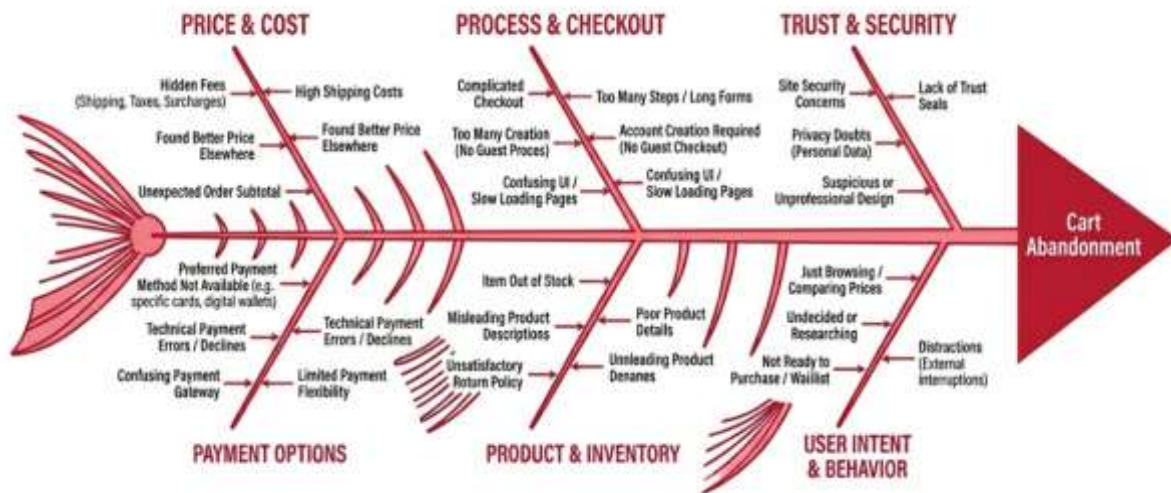 PRICE & COST
Hidden Fees
(Shipping, Taxes, Surcharges)
High Shipping Costs
Found Better Price
Elsewhere
Found Better Price
Elsewhere
Unexpected Order Subtotal
PROCESS & CHECKOUT
Complicated
Checkout
Too Many Steps / Long Forms
Too Many Creation
(No Guest Proces)
Account Creation Required
(No Guest Checkout)
Confusing UI /
Slow Loading Pages
Confusing UI /
Slow Loading Pages
TRUST & SECURITY
Site Security
Concerns
Lack of Trust
Seals
Privacy Doubts
(Personal Data)
Suspicious or
Unprofessional Design
Cart
Abandonment
Preferred Payment
Method Not Available (e.g.
specific cards, digital wallets)
Technical Payment
Errors / Declines
Technical Payment
Errors / Declines
Confusing Payment
Gateway
Limited Payment
Flexibility
PAYMENT OPTIONS
Item Out of Stock
Misleading Product
Descriptions
Poor Product
Details
Unsatisfactory
Return Policy
Unnleading Product
Denanes
PRODUCT & INVENTORY
Just Browsing /
Comparing Prices
Undecided or
Researching
Not Ready to
Purchase / Waillist
Distractions
(External
Interruptions)
USER INTENT
& BEHAVIOR